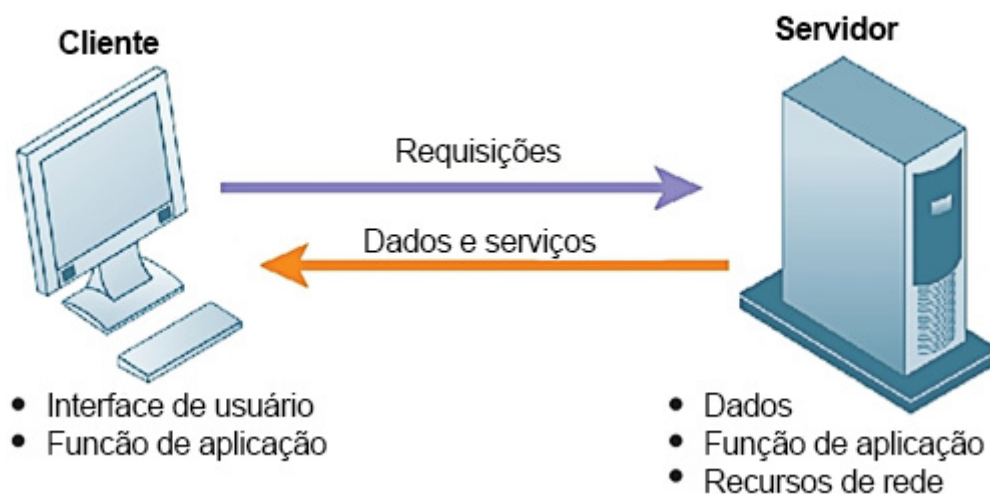 Cliente
Servidor
Requisições
Dados e serviços
• Interface de usuário
• Funcão de aplicação
• Dados
• Função de aplicação
• Recursos de rede